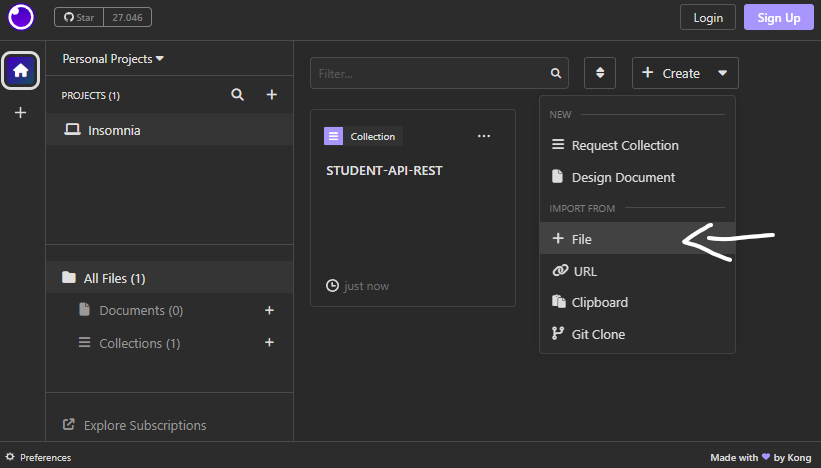 Star 27.046
Login
Sign Up
Personal Projects
PROJECTS (1)
Insomnia
All Files (1)
Documents (0)
Collections (1)
Explore Subscriptions
Filter...
Create
Collection
STUDENT-API-REST
just now
NEW
Request Collection
Design Document
IMPORT FROM
File
URL
Clipboard
Git Clone
Preferences
Made with ❤ by Kong